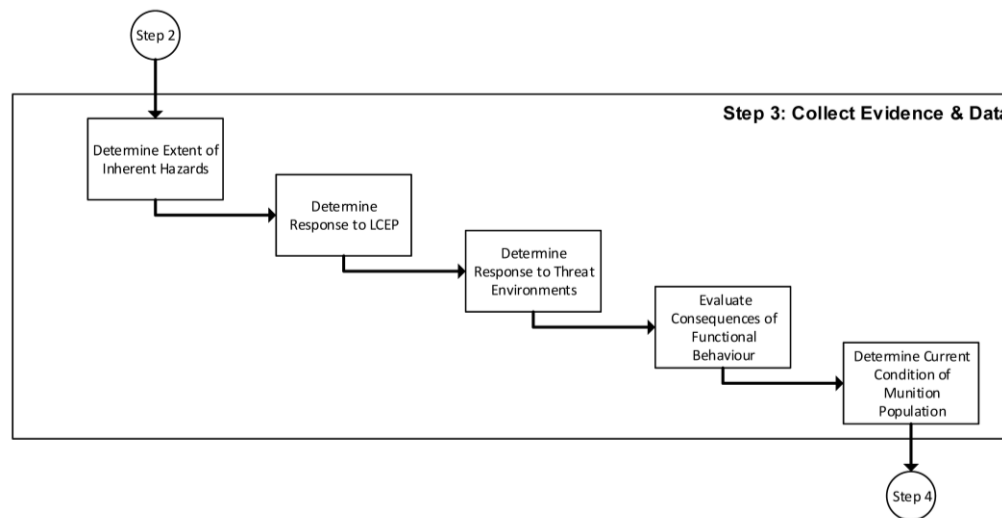 Step 2
Step 3: Collect Evidence & Data
Determine Extent of
Inherent Hazards
Determine
Response to LCEP
Determine
Response to Threat
Environments
Evaluate
Consequences of
Functional
Behaviour
Determine Current
Condition of
Munition
Population
Step 4